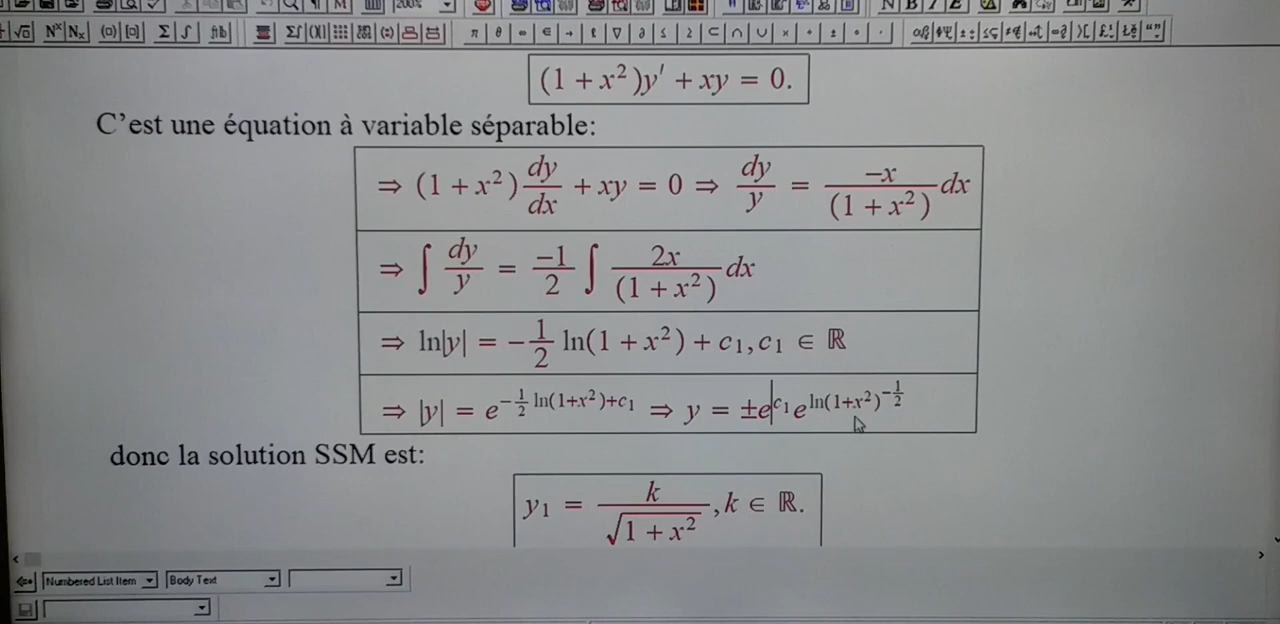 200%
(1 + x²)y′ + xy = 0.
C’est une équation à variable séparable:
⇒ (1 + x²) dy/dx + xy = 0 ⇒ dy/y = −x/(1 + x²) dx
⇒ ∫ dy/y = −1/2 ∫ 2x/(1 + x²) dx
⇒ ln|y| = −1/2 ln(1 + x²) + c₁, c₁ ∈ ℝ
⇒ |y| = e^(−1/2 ln(1+x²)+c₁) ⇒ y = ±e^(c₁) e^(ln(1+x²)^(−1/2))
donc la solution SSM est:
y₁ = k/√(1 + x²), k ∈ ℝ.
Numbered List Item Body Text